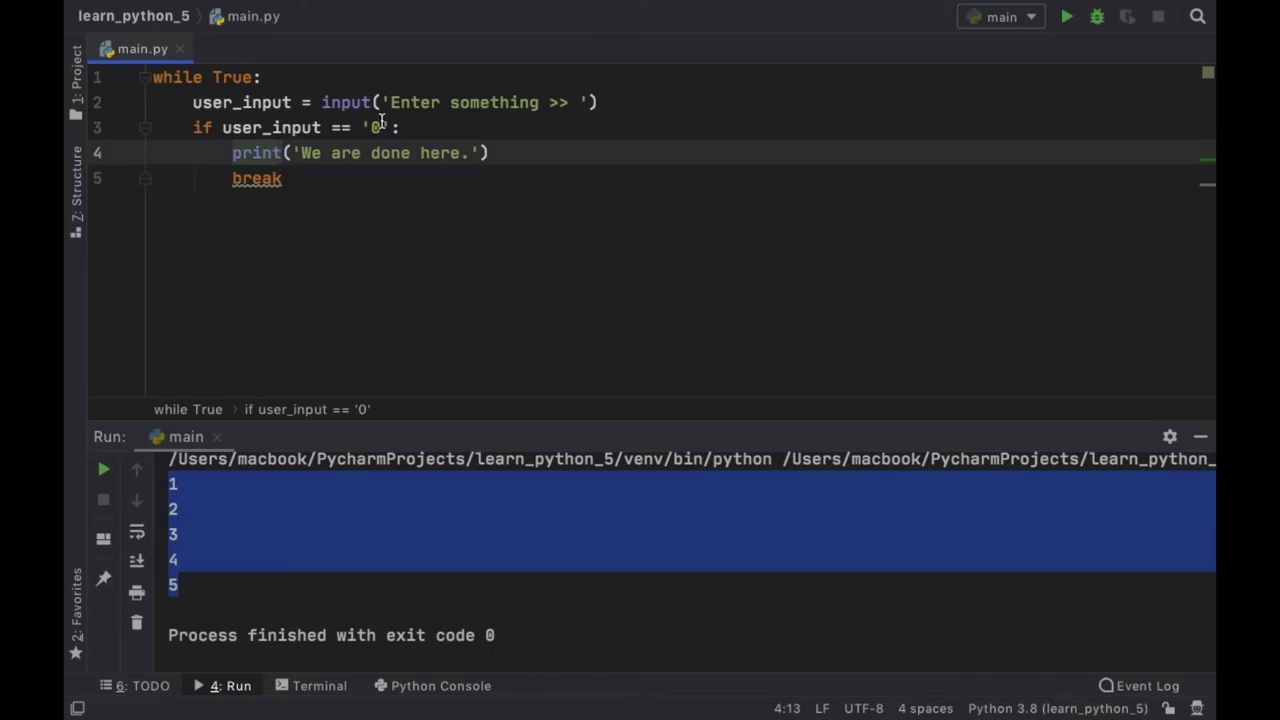 learn_python_5 main.py main
1: Project
main.py
1 while True:
2 user_input = input('Enter something >> ')
3 if user_input == '0':
4 print('We are done here.')
5 break
7: Structure
while True > if user_input == '0'
Run: main
/Users/macbook/PycharmProjects/learn_python_5/venv/bin/python /Users/macbook/PycharmProjects/learn_python_
1
2
3
4
5
Process finished with exit code 0
2: Favorites
6: TODO 4: Run Terminal Python Console Event Log
4:13 LF UTF-8 4 spaces Python 3.8 (learn_python_5)